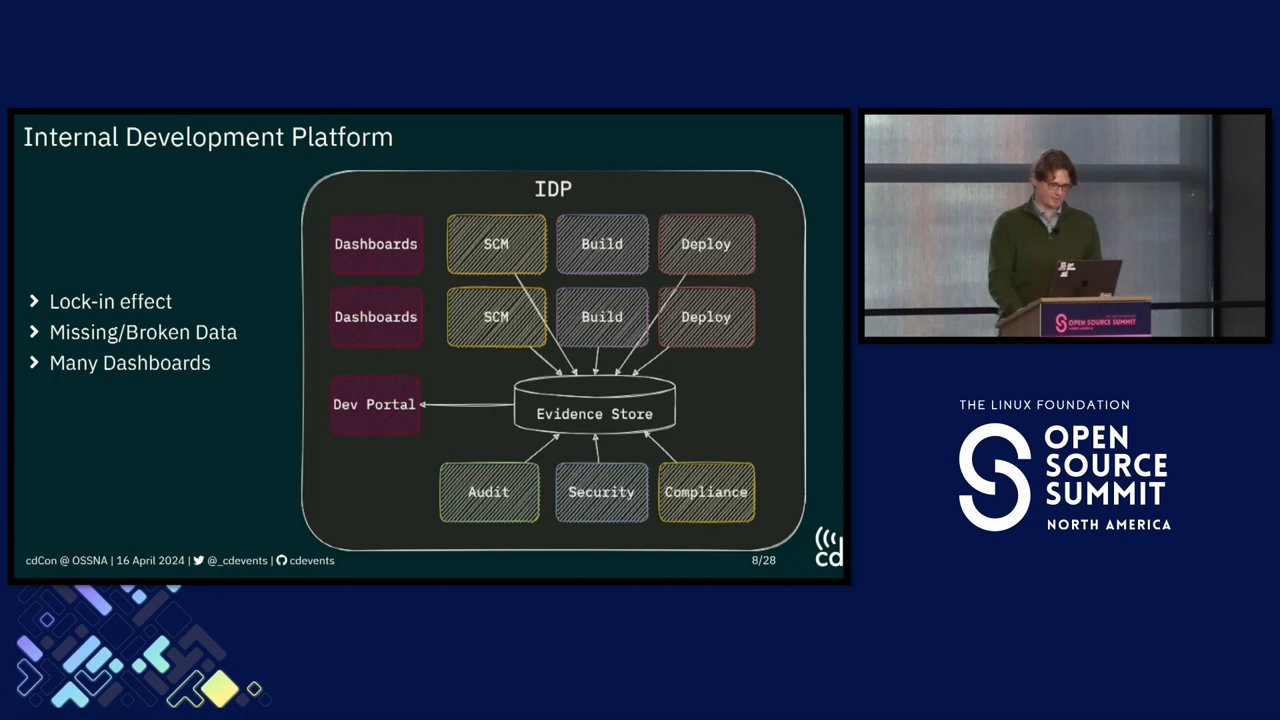 Internal Development Platform
IDP
Dashboards
SCM
Build
Deploy
Lock-in effect
Missing/Broken Data
Many Dashboards
Dashboards
SCM
Build
Deploy
Dev Portal
Evidence Store
Audit
Security
Compliance
cdCon @ OSSNA | 16 April 2024 | @_cdevents | cdevents
8/28
cd
OPEN SOURCE SUMMIT
THE LINUX FOUNDATION
OPEN
SOURCE
SUMMIT
NORTH AMERICA